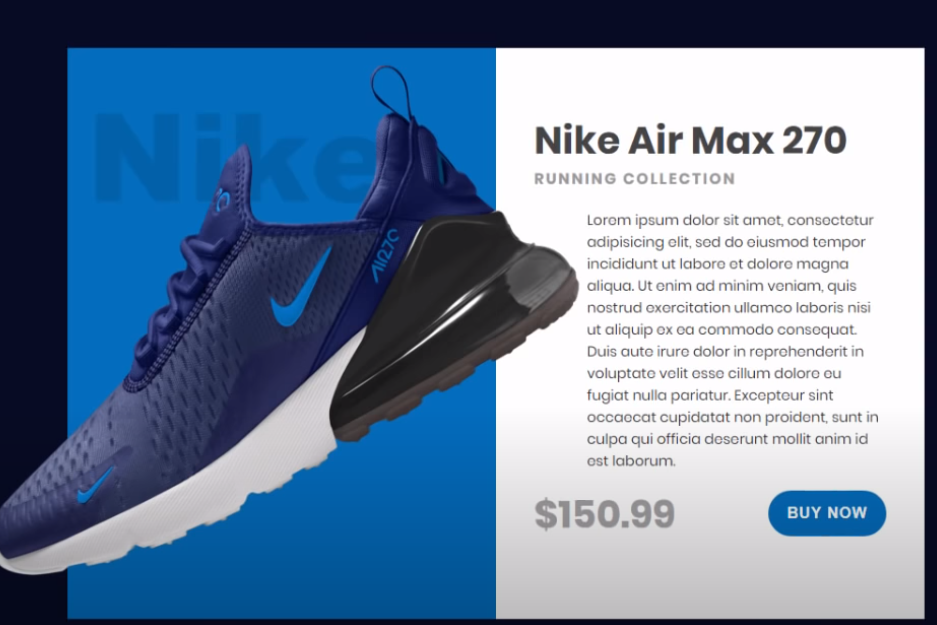 Nike
AIR270
Nike Air Max 270
RUNNING COLLECTION
Lorem ipsum dolor sit amet, consectetur
adipisicing elit, sed do eiusmod tempor
incididunt ut labore et dolore magna
aliqua. Ut enim ad minim veniam, quis
nostrud exercitation ullamco laboris nisi
ut aliquip ex ea commodo consequat.
Duis aute irure dolor in reprehenderit in
voluptate velit esse cillum dolore eu
fugiat nulla pariatur. Excepteur sint
occaecat cupidatat non proident, sunt in
culpa qui officia deserunt mollit anim id
est laborum.
$150.99
BUY NOW